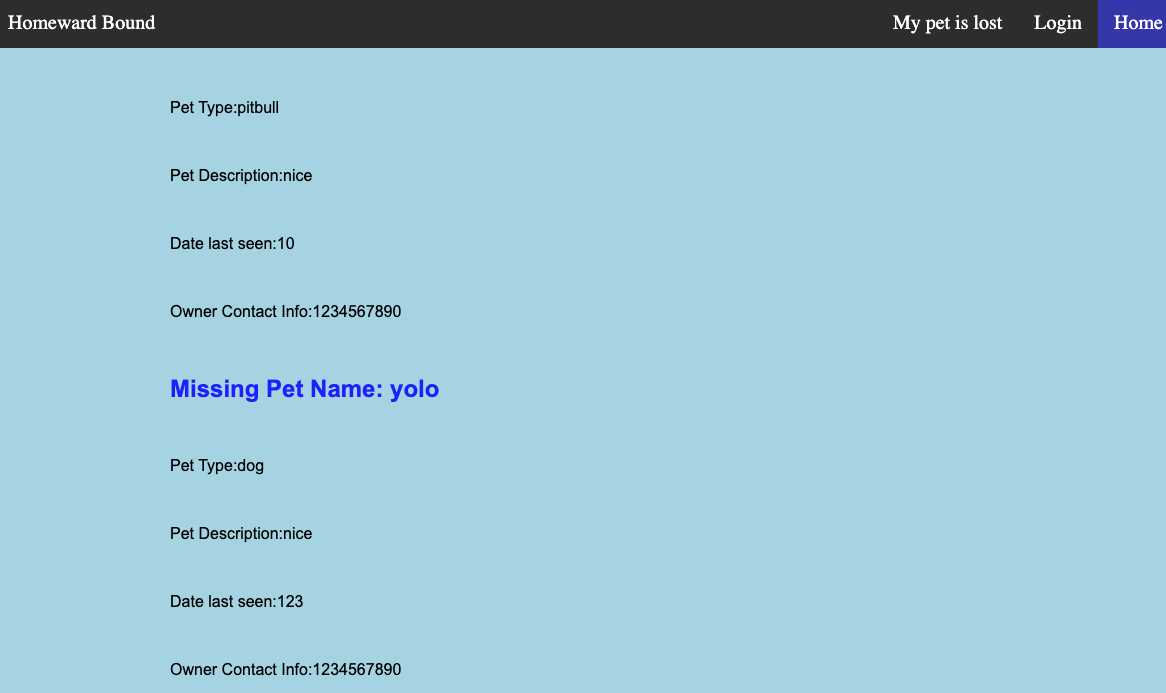 Homeward Bound My pet is lost Login Home
Pet Type:pitbull
Pet Description:nice
Date last seen:10
Owner Contact Info:1234567890
Missing Pet Name: yolo
Pet Type:dog
Pet Description:nice
Date last seen:123
Owner Contact Info:1234567890